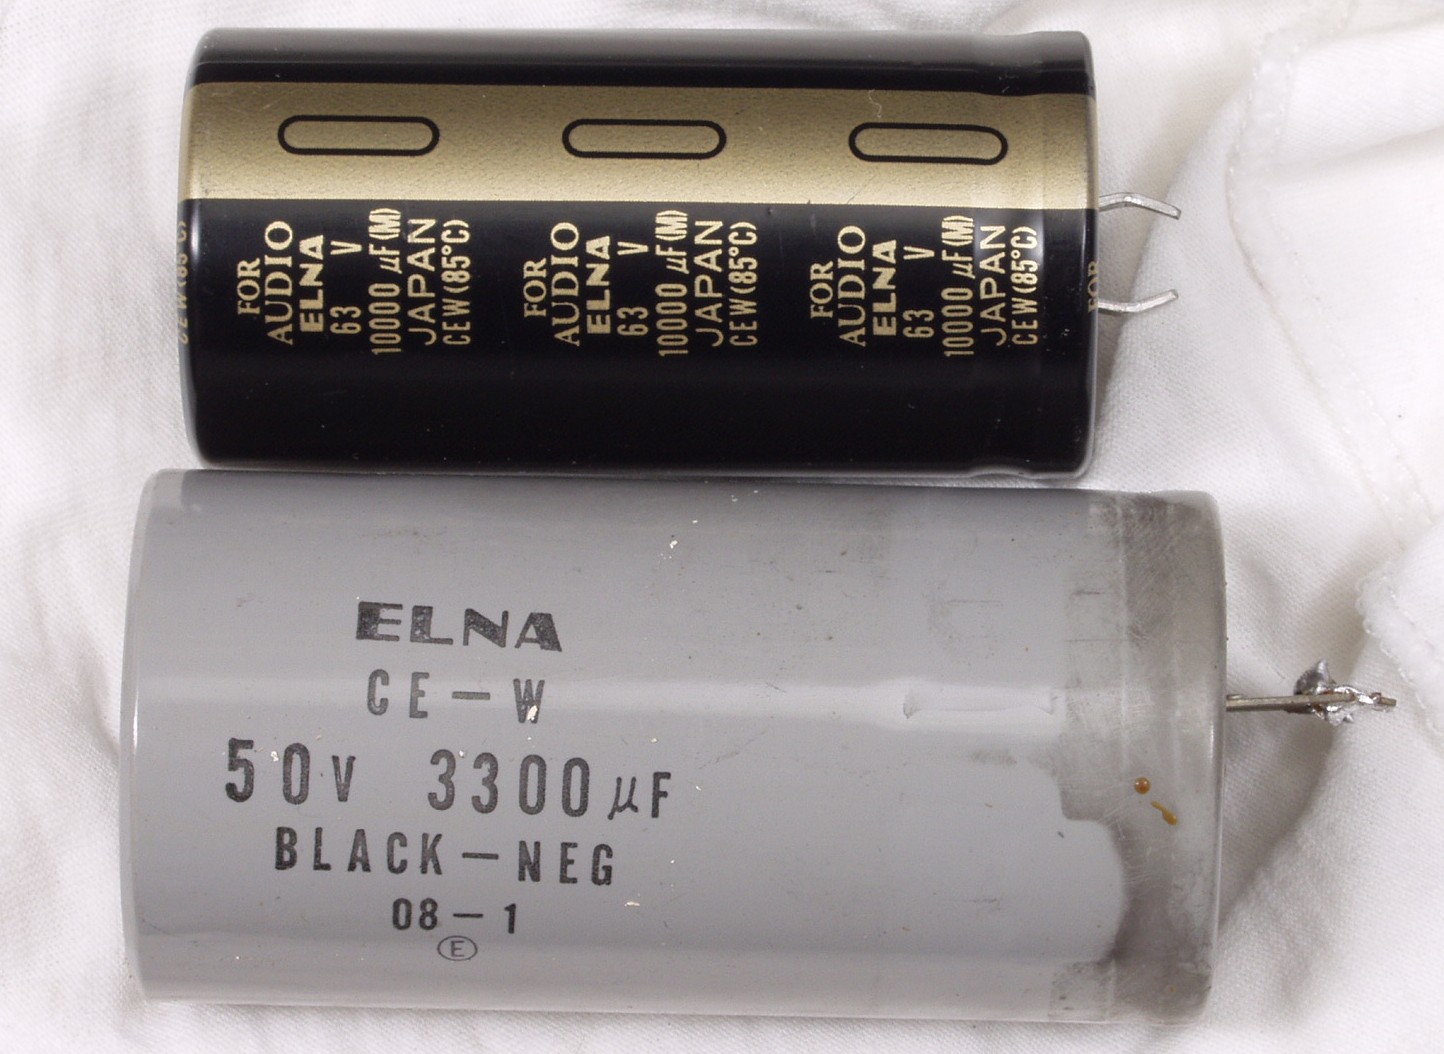 FOR
AUDIO
ELNA
63 V
10000 µF(M)
JAPAN
CEW(85°C)
FOR
AUDIO
ELNA
63 V
10000 µF(M)
JAPAN
CEW(85°C)
FOR
AUDIO
ELNA
63 V
10000 µF(M)
JAPAN
CEW(85°C)
FOR
ELNA
CE-W
50V 3300µF
BLACK-NEG
08-1
E